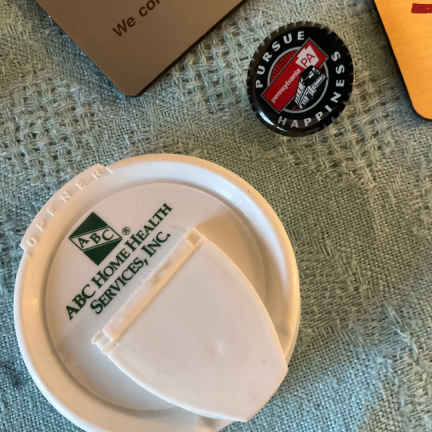 We co
PURSUE
Pennsylvania
PA
HAPPINESS
OPENER
ABC
®
ABC HOME HEALTH
SERVICES, INC.